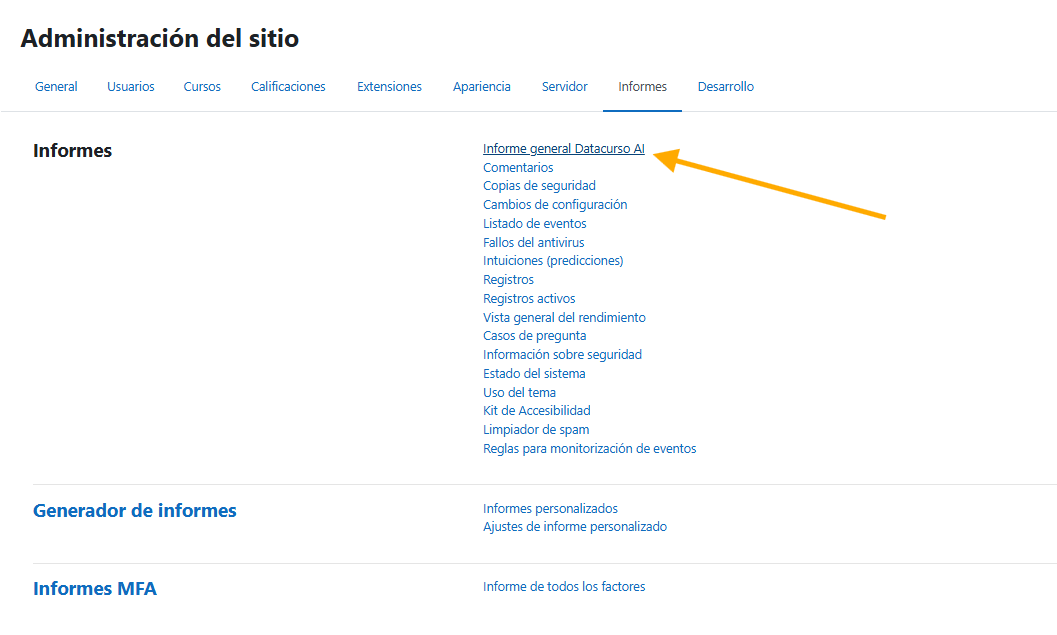 Administración del sitio
General Usuarios Cursos Calificaciones Extensiones Apariencia Servidor Informes Desarrollo
Informes
Informe general Datacurso AI
Comentarios
Copias de seguridad
Cambios de configuración
Listado de eventos
Fallos del antivirus
Intuiciones (predicciones)
Registros
Registros activos
Vista general del rendimiento
Casos de pregunta
Información sobre seguridad
Estado del sistema
Uso del tema
Kit de Accesibilidad
Limpiador de spam
Reglas para monitorización de eventos
Generador de informes
Informes personalizados
Ajustes de informe personalizado
Informes MFA
Informe de todos los factores